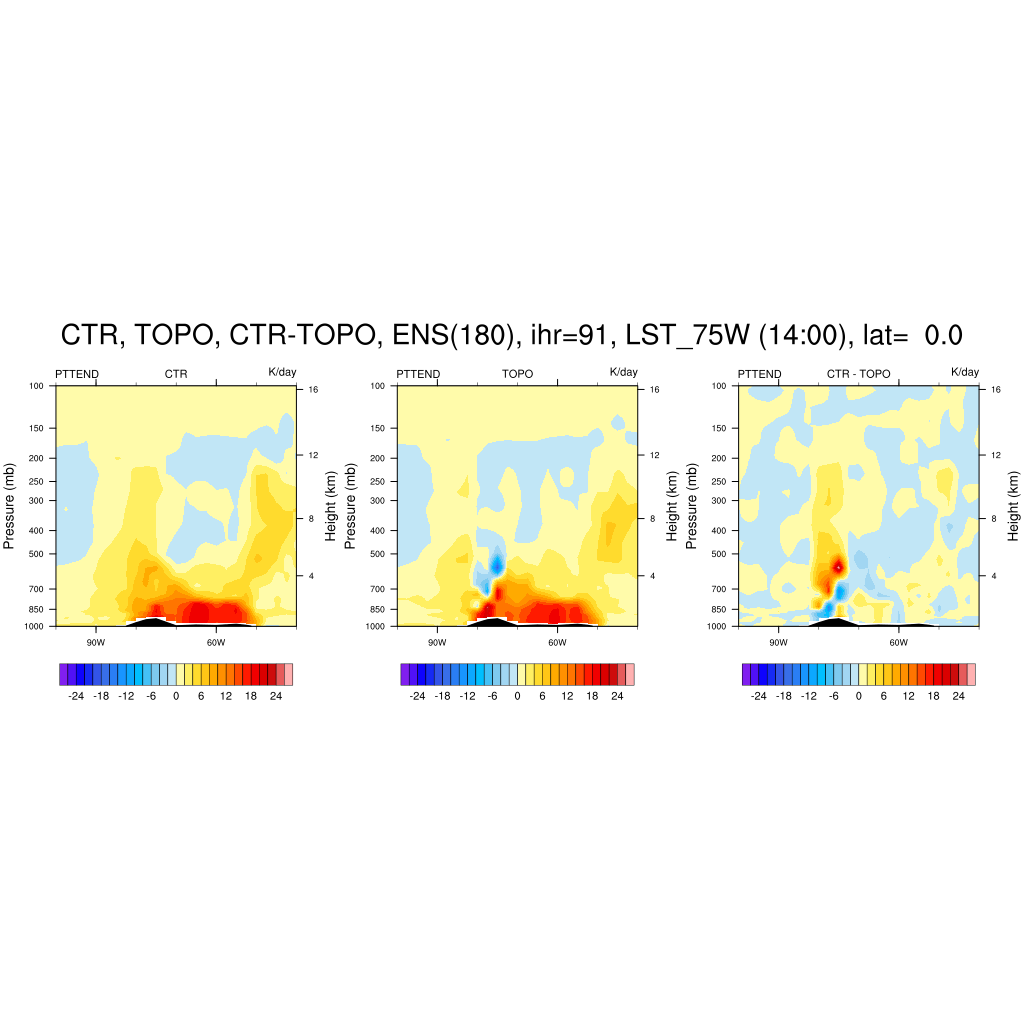 CTR, TOPO, CTR-TOPO, ENS(180), ihr=91, LST_75W (14:00), lat= 0.0
PTTEND CTR K/day
100
150
200
250
300
400
500
700
850
1000
Pressure (mb)
16
12
8
4
Height (km)
90W 60W
-24 -18 -12 -6 0 6 12 18 24
PTTEND TOPO K/day
100
150
200
250
300
400
500
700
850
1000
Pressure (mb)
16
12
8
4
Height (km)
90W 60W
-24 -18 -12 -6 0 6 12 18 24
PTTEND CTR - TOPO K/day
100
150
200
250
300
400
500
700
850
1000
Pressure (mb)
16
12
8
4
Height (km)
90W 60W
-24 -18 -12 -6 0 6 12 18 24